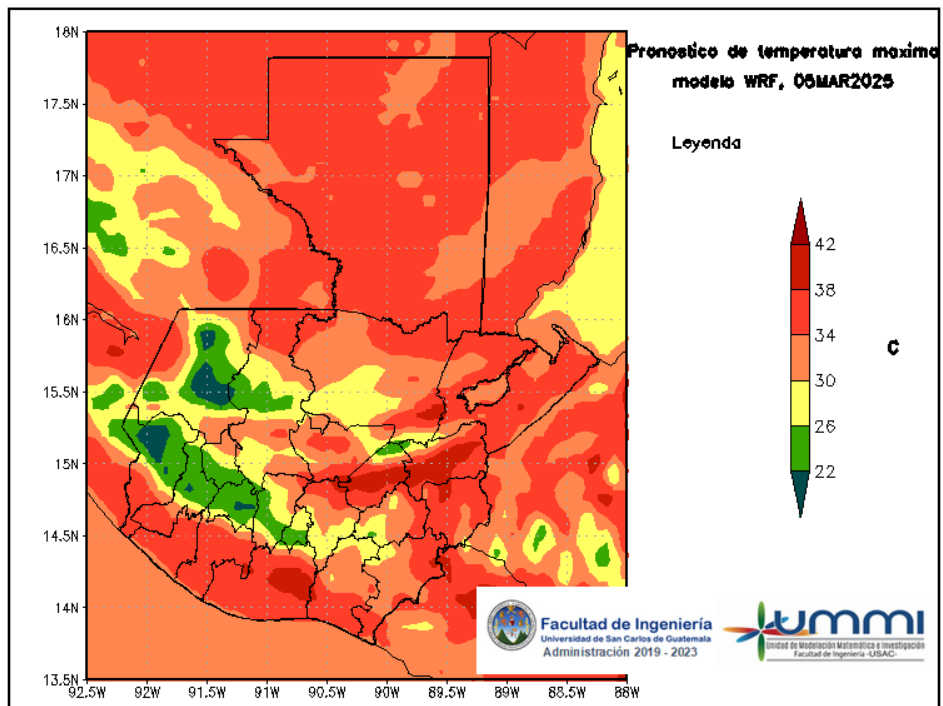 Pronostico de temperatura maxima
modelo WRF, 05MAR2025
Leyenda
42
38
34
30
26
22
C
18N
17.5N
17N
16.5N
16N
15.5N
15N
14.5N
14N
13.5N
92.5W
92W
91.5W
91W
90.5W
90W
89.5W
89W
88.5W
88W
Facultad de Ingeniería
Universidad de San Carlos de Guatemala
Administración 2019 - 2023
UMMI
Unidad de Modelación Matemática e Investigación
Facultad de Ingeniería -USAC-